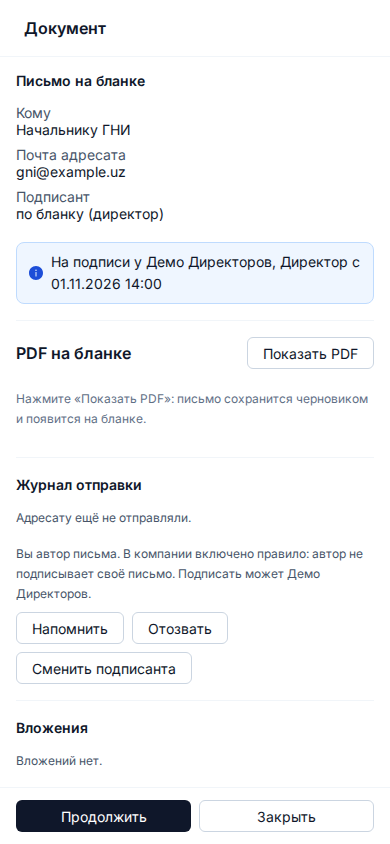 Документ
Письмо на бланке
Кому
Начальнику ГНИ
Почта адресата
gni@example.uz
Подписант
по бланку (директор)
На подписи у Демо Директоров, Директор с
01.11.2026 14:00
PDF на бланке
Показать PDF
Нажмите «Показать PDF»: письмо сохранится черновиком
и появится на бланке.
Журнал отправки
Адресату ещё не отправляли.
Вы автор письма. В компании включено правило: автор не
подписывает своё письмо. Подписать может Демо
Директоров.
Напомнить
Отозвать
Сменить подписанта
Вложения
Вложений нет.
Продолжить
Закрыть